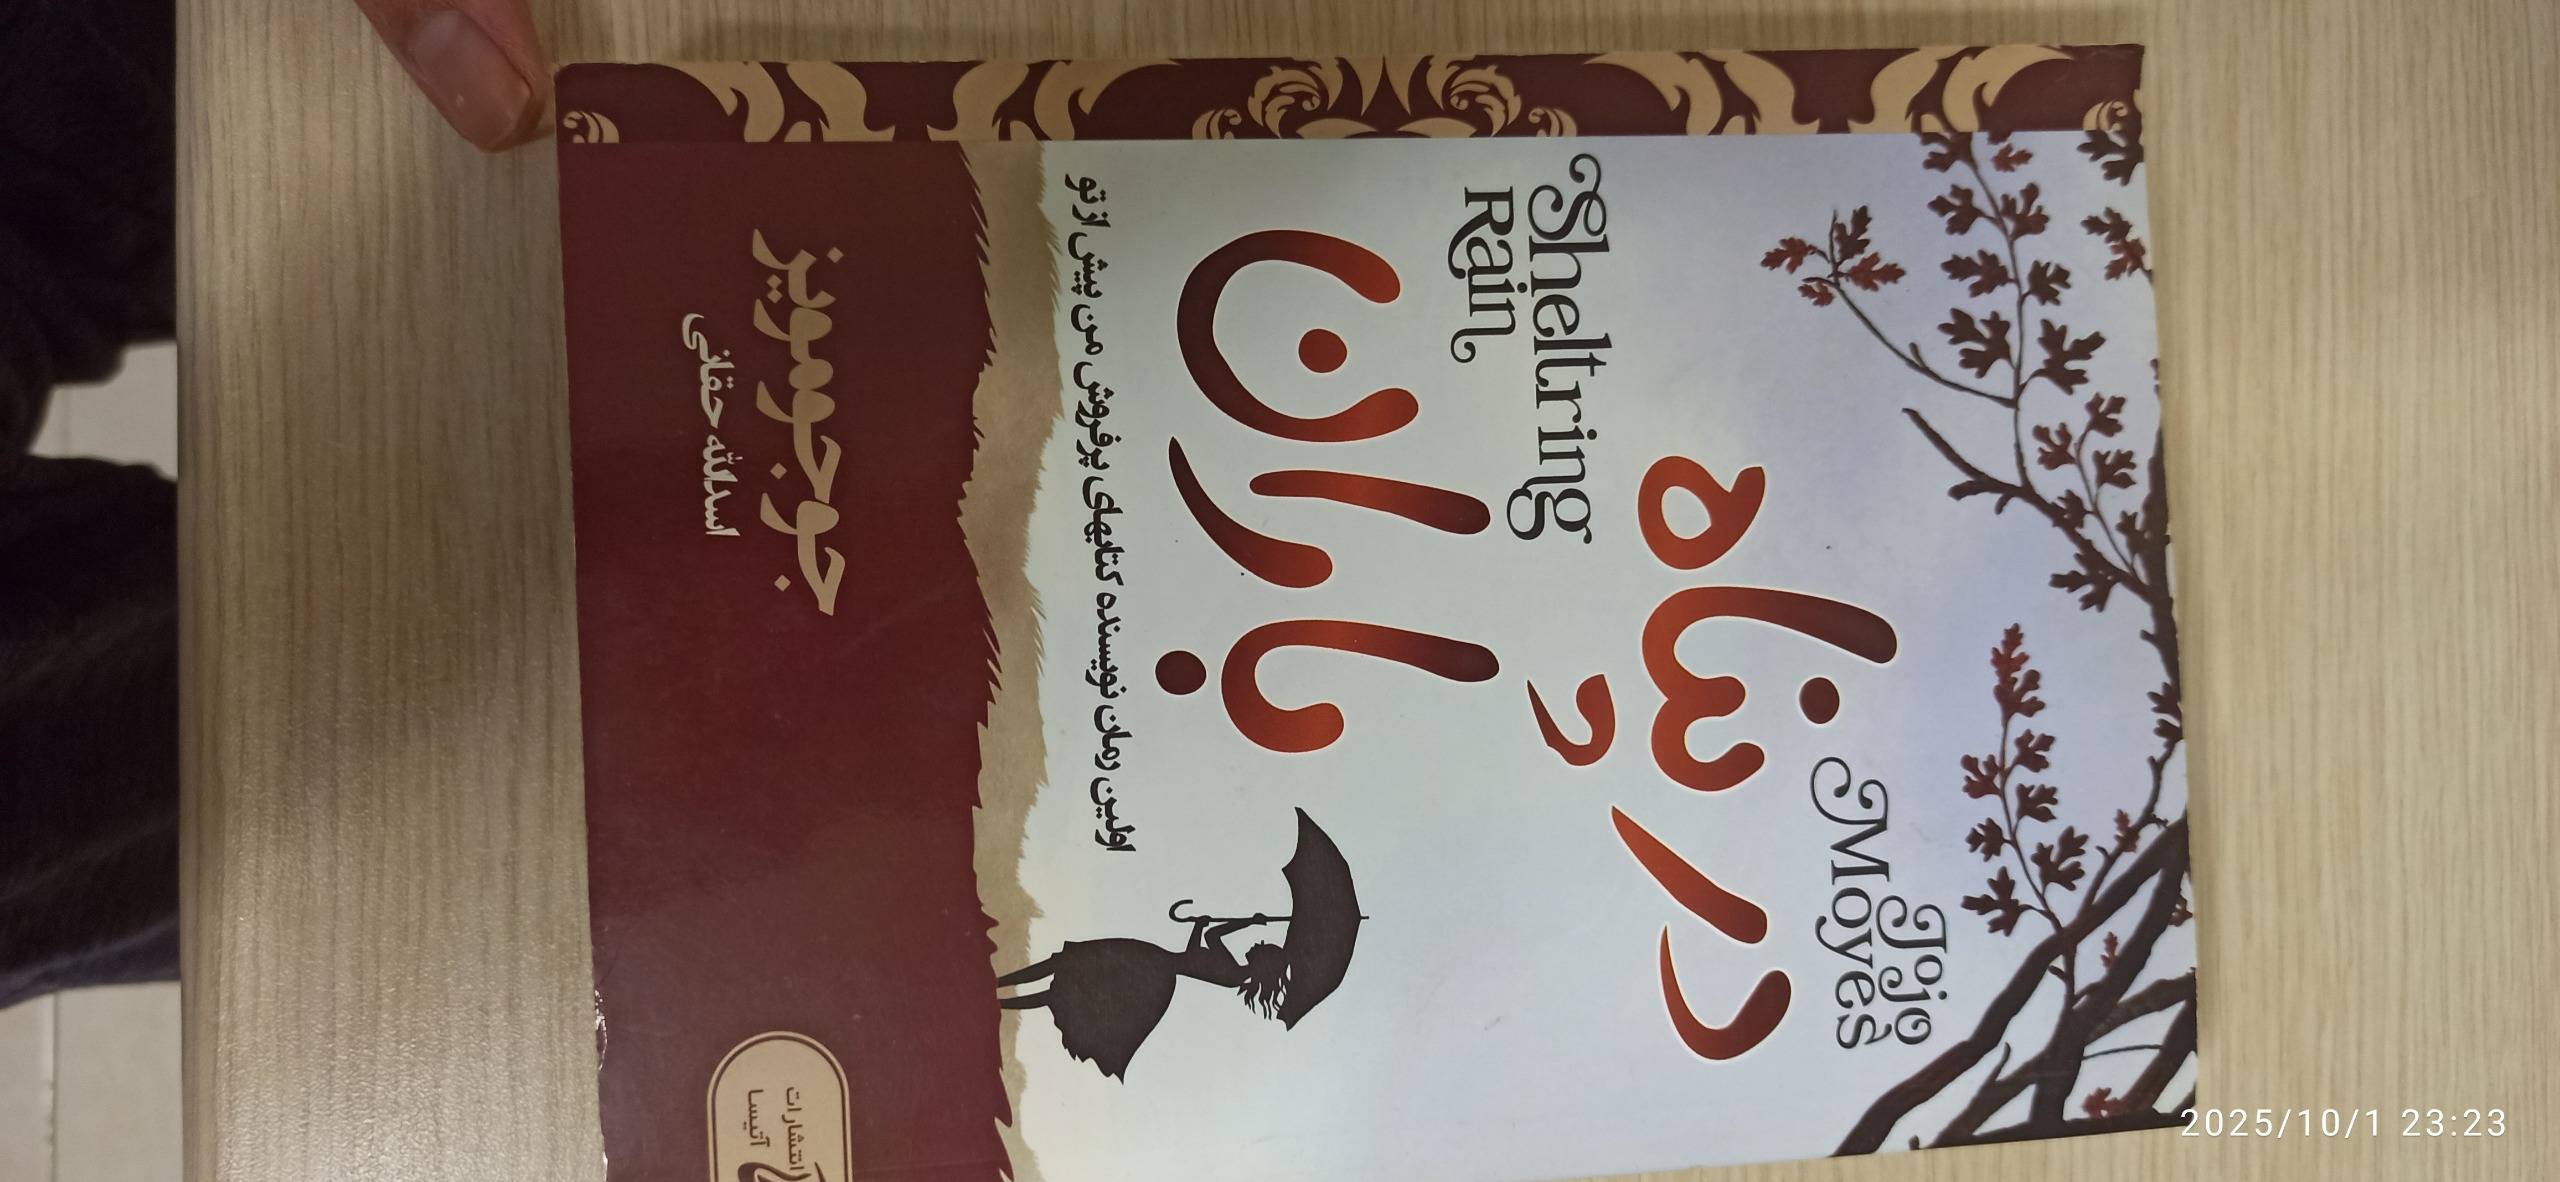 Jojo
Moyes
در پناه
Sheltring
Rain
باران
اولین رمان نویسنده کتابهای پرفروش من پیش از تو
جوجو مویز
اسدالله حقانی
انتشارات
آتیسا
2025/10/1 23:23